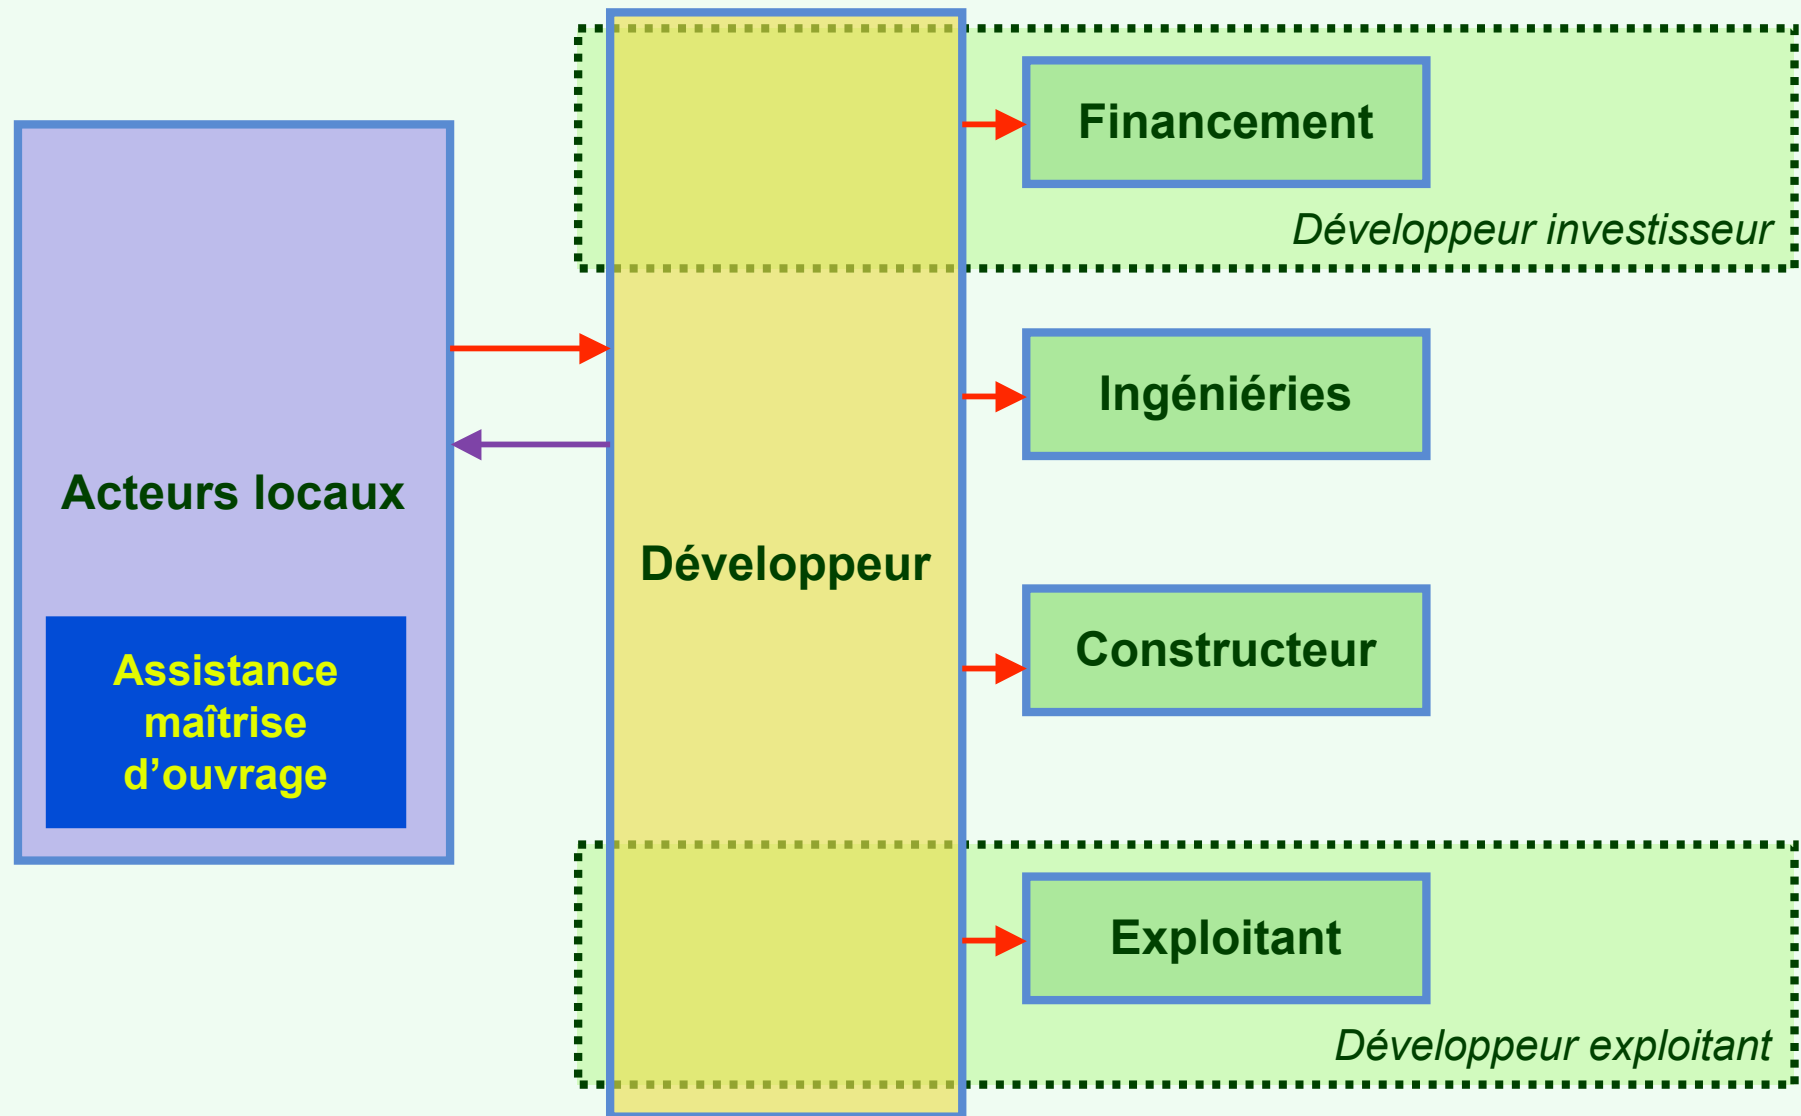 Acteurs locaux
Assistance
maîtrise
d’ouvrage
Développeur
Financement
Développeur investisseur
Ingéniéries
Constructeur
Exploitant
Développeur exploitant